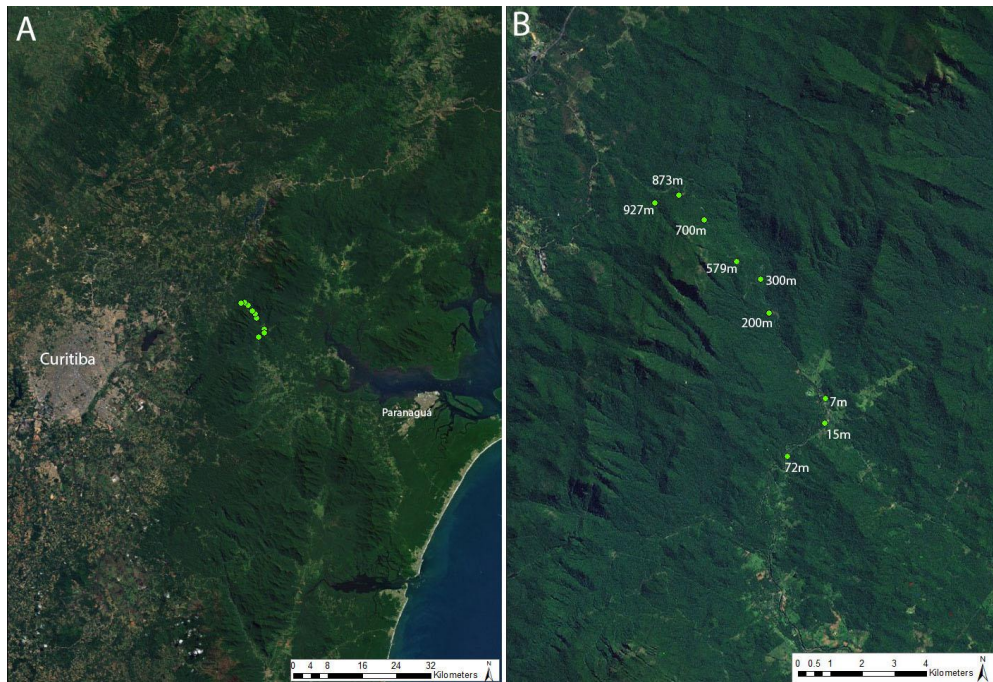 A
Curitiba
Paranaguá
0 4 8 16 24 32
Kilometers
N
B
873m
927m
700m
579m
300m
200m
7m
15m
72m
0 0.5 1 2 3 4
Kilometers
N